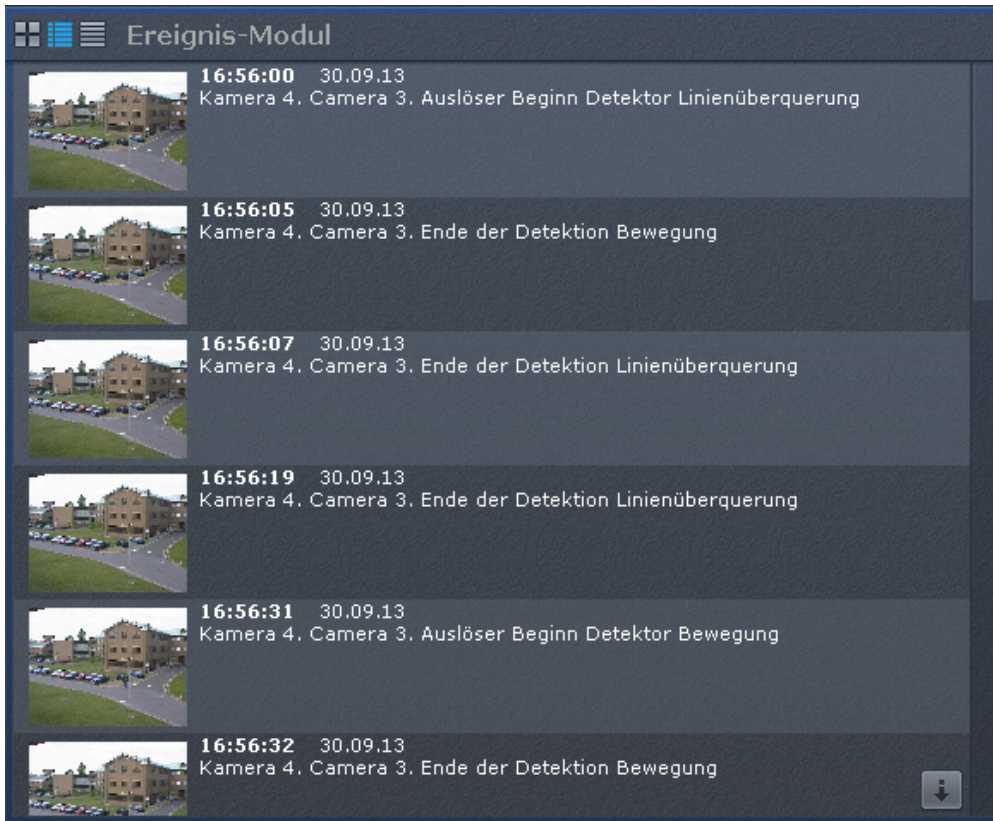 Ereignis-Modul
16:56:00 30.09.13
Kamera 4. Camera 3. Auslöser Beginn Detektor Linienüberquerung
16:56:05 30.09.13
Kamera 4. Camera 3. Ende der Detektion Bewegung
16:56:07 30.09.13
Kamera 4. Camera 3. Ende der Detektion Linienüberquerung
16:56:19 30.09.13
Kamera 4. Camera 3. Ende der Detektion Linienüberquerung
16:56:31 30.09.13
Kamera 4. Camera 3. Auslöser Beginn Detektor Bewegung
16:56:32 30.09.13
Kamera 4. Camera 3. Ende der Detektion Bewegung